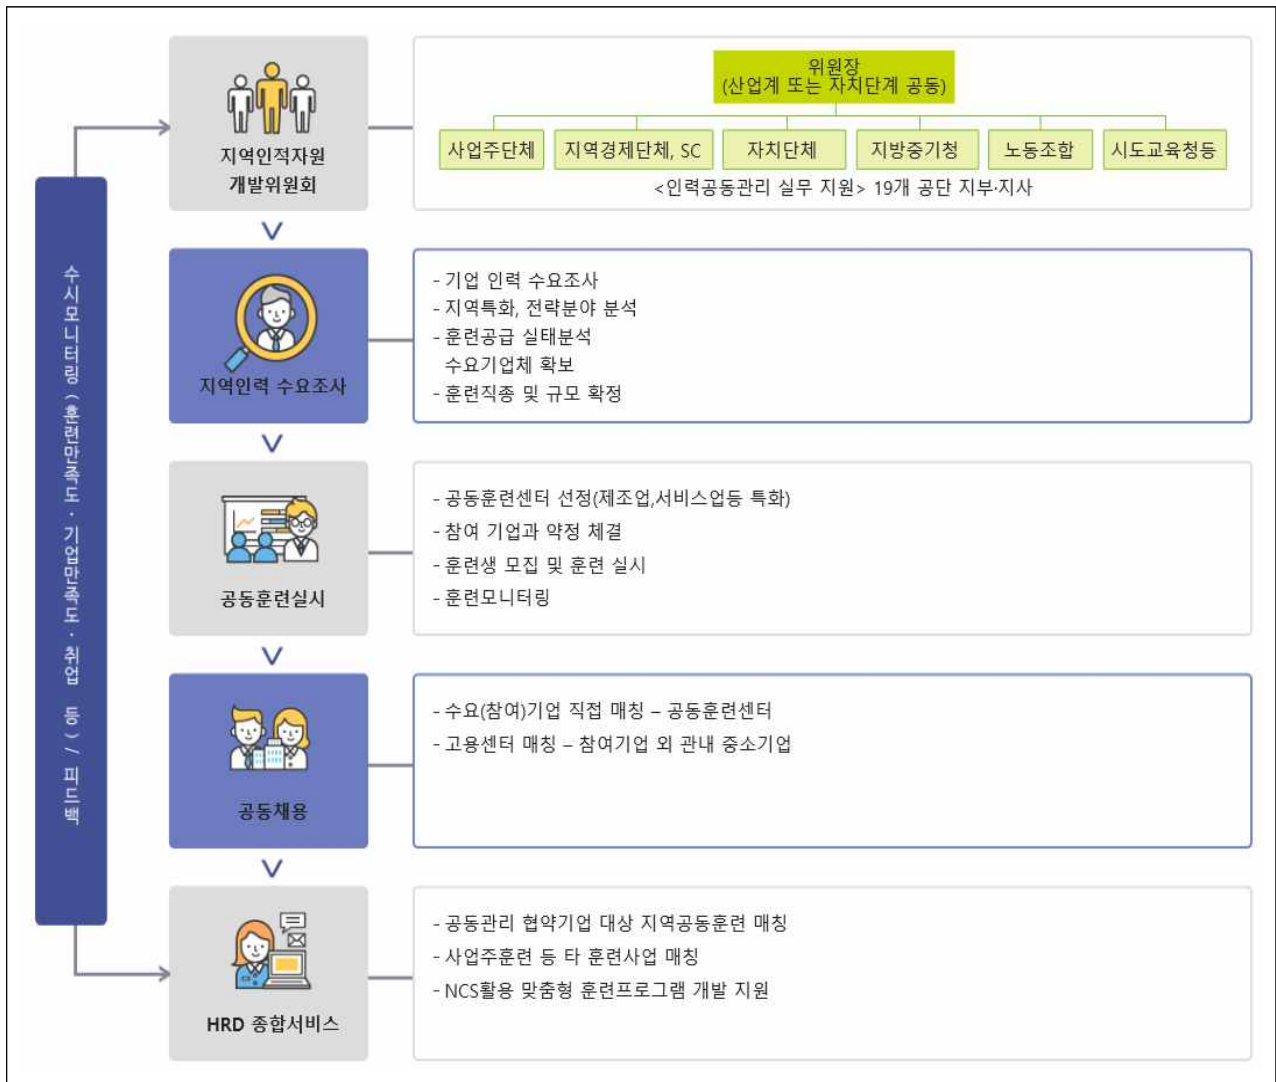 위원장
(산업계 또는 자치단계 공동)
사업주단체
지역경제단체, SC
자치단체
지방중기청
노동조합
시도교육청등
<인력공동관리 실무 지원> 19개 공단 지부·지사
지역인적자원
개발위원회
수시모니터링(훈련만족도·기업만족도·취업 등)/피드백
지역인력 수요조사
- 기업 인력 수요조사
- 지역특화, 전략분야 분석
- 훈련공급 실태분석
수요기업체 확보
- 훈련직종 및 규모 확정
공동훈련실시
- 공동훈련센터 선정(제조업,서비스업등 특화)
- 참여 기업과 약정 체결
- 훈련생 모집 및 훈련 실시
- 훈련모니터링
공동채용
- 수요(참여)기업 직접 매칭 – 공동훈련센터
- 고용센터 매칭 – 참여기업 외 관내 중소기업
HRD 종합서비스
- 공동관리 협약기업 대상 지역공동훈련 매칭
- 사업주훈련 등 타 훈련사업 매칭
- NCS활용 맞춤형 훈련프로그램 개발 지원